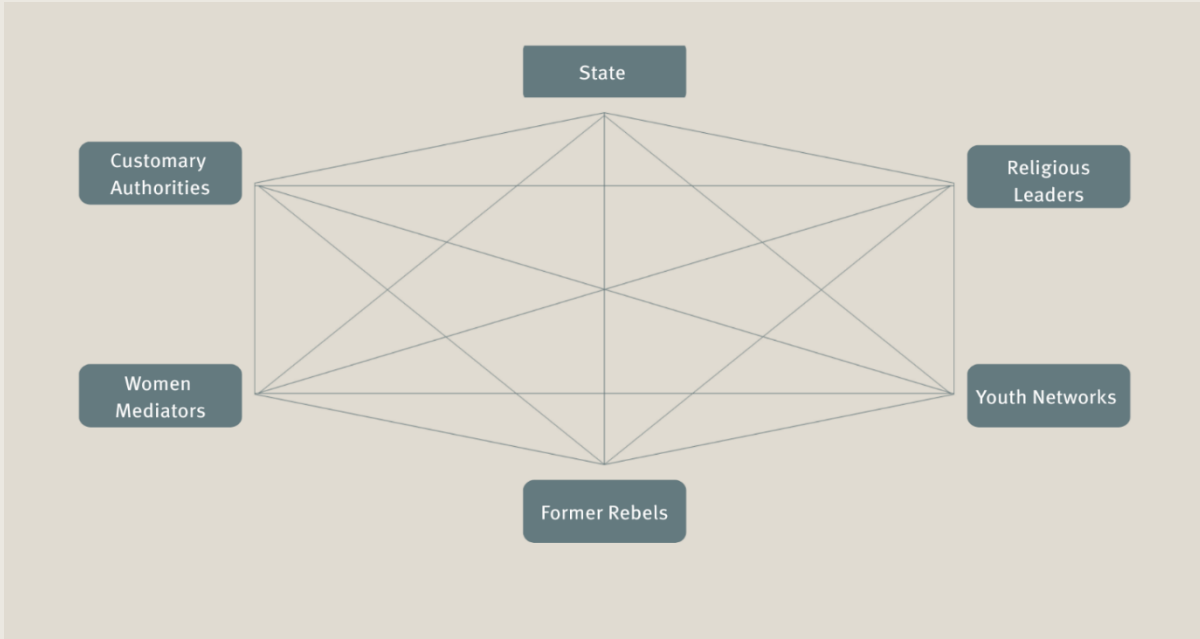 State
Customary
Authorities
Religious
Leaders
Women
Mediators
Youth Networks
Former Rebels